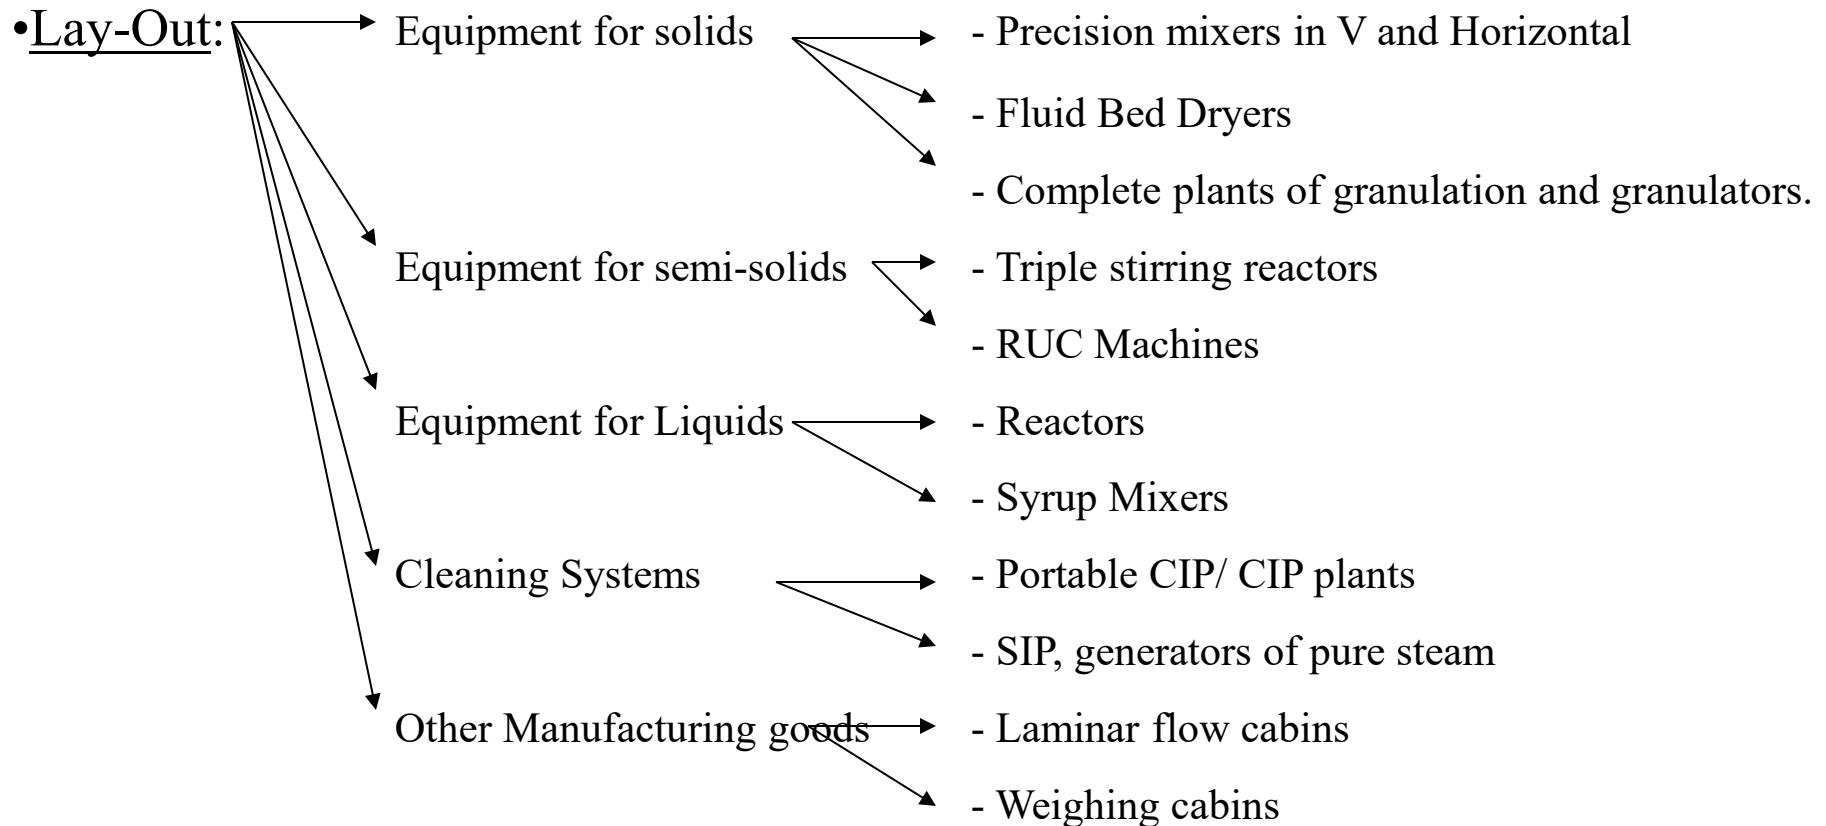 •Lay-Out:
Equipment for solids
- Precision mixers in V and Horizontal
- Fluid Bed Dryers
- Complete plants of granulation and granulators.
Equipment for semi-solids
- Triple stirring reactors
- RUC Machines
Equipment for Liquids
- Reactors
- Syrup Mixers
Cleaning Systems
- Portable CIP/ CIP plants
- SIP, generators of pure steam
Other Manufacturing goods
- Laminar flow cabins
- Weighing cabins